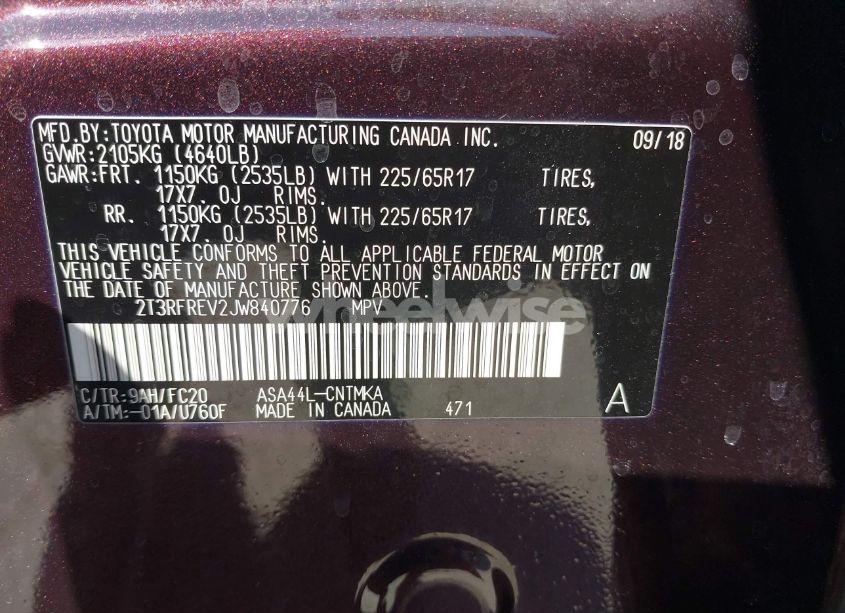 MFD.BY:TOYOTA MOTOR MANUFACTURING CANADA INC. 09/18
GVWR:2105KG (4640LB)
GAWR:FRT. 1150KG (2535LB) WITH 225/65R17 TIRES,
17X7.0J RIMS.
RR. 1150KG (2535LB) WITH 225/65R17 TIRES,
17X7.0J RIMS.
THIS VEHICLE CONFORMS TO ALL APPLICABLE FEDERAL MOTOR
VEHICLE SAFETY AND THEFT PREVENTION STANDARDS IN EFFECT ON
THE DATE OF MANUFACTURE SHOWN ABOVE.
2T3RFREV2JW840776 MPV
wheelwise
C/TR:9AH/FC20 ASA44L-CNTMKA A
A/TM:-01A/U760F MADE IN CANADA 471